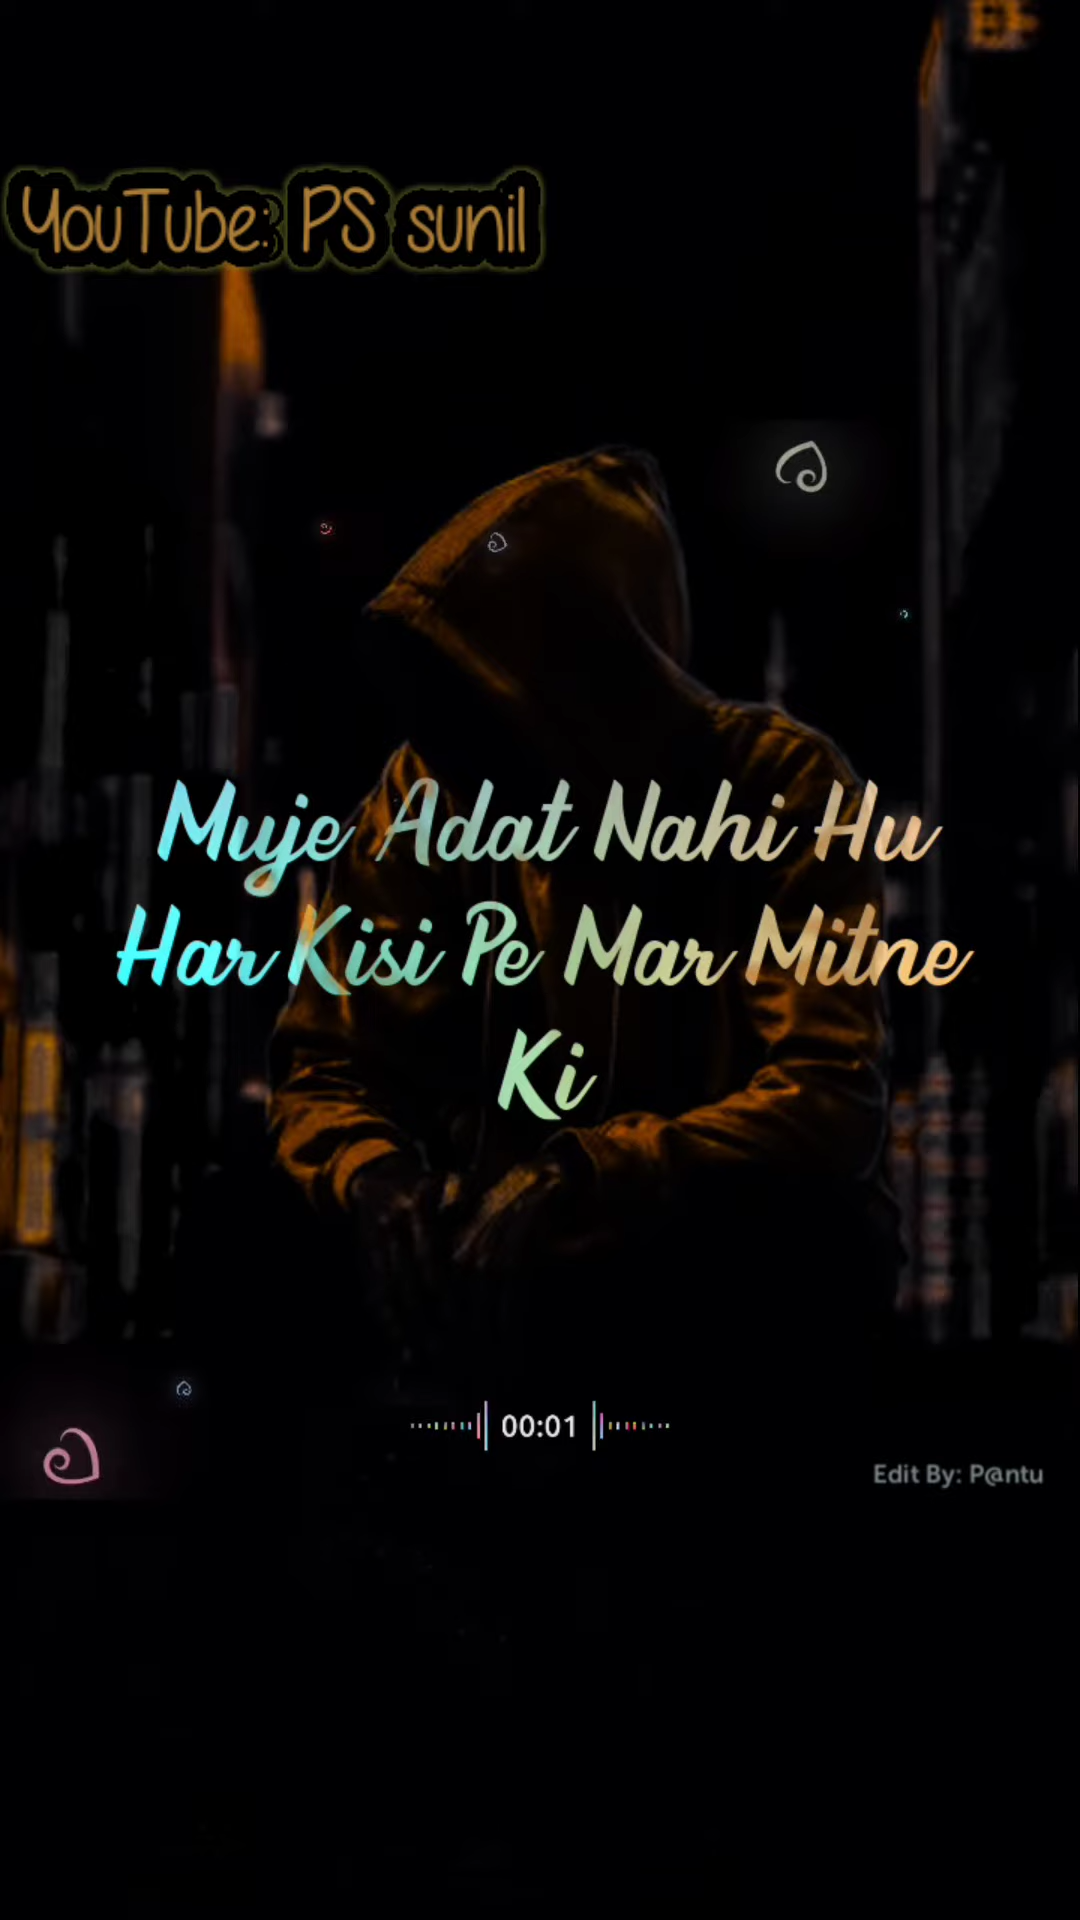 YouTube: PS sunil
Muje Adat Nahi Hu
Har Kisi Pe Mar Mitne
Ki
00:01
Edit By: P@ntu